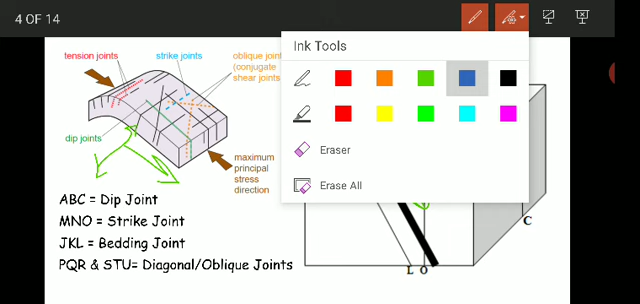 4 OF 14
Ink Tools
Eraser
Erase All
tension joints
strike joints
oblique joint
(conjugate
shear joints
dip joints
maximum
principal
stress
direction
ABC = Dip Joint
MNO = Strike Joint
JKL = Bedding Joint
PQR & STU= Diagonal/Oblique Joints
C
L O